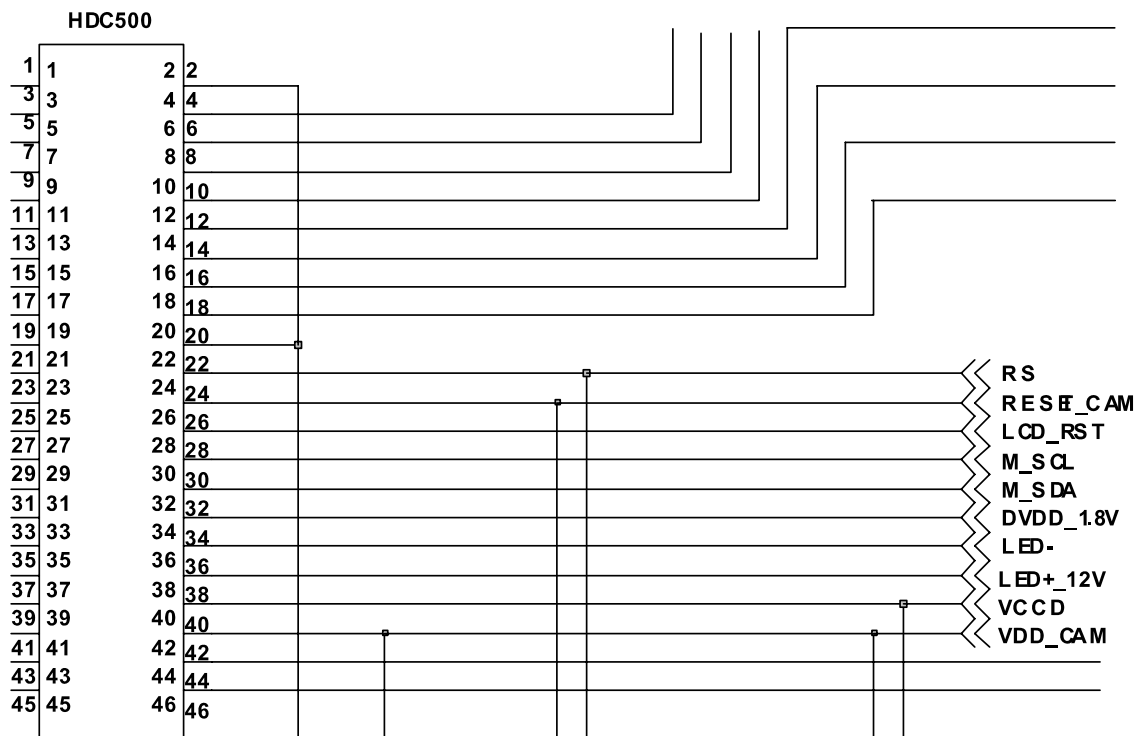 HDC500
1 1 2 2
3 3 4 4
5 5 6 6
7 7 8 8
9 9 10 10
11 11 12 12
13 13 14 14
15 15 16 16
17 17 18 18
19 19 20 20
21 21 22 22
23 23 24 24
25 25 26 26
27 27 28 28
29 29 30 30
31 31 32 32
33 33 34 34
35 35 36 36
37 37 38 38
39 39 40 40
41 41 42 42
43 43 44 44
45 45 46 46
RS
RESET_CAM
LCD_RST
M_SCL
M_SDA
DVDD_1.8V
LED-
LED+_12V
VCCD
VDD_CAM